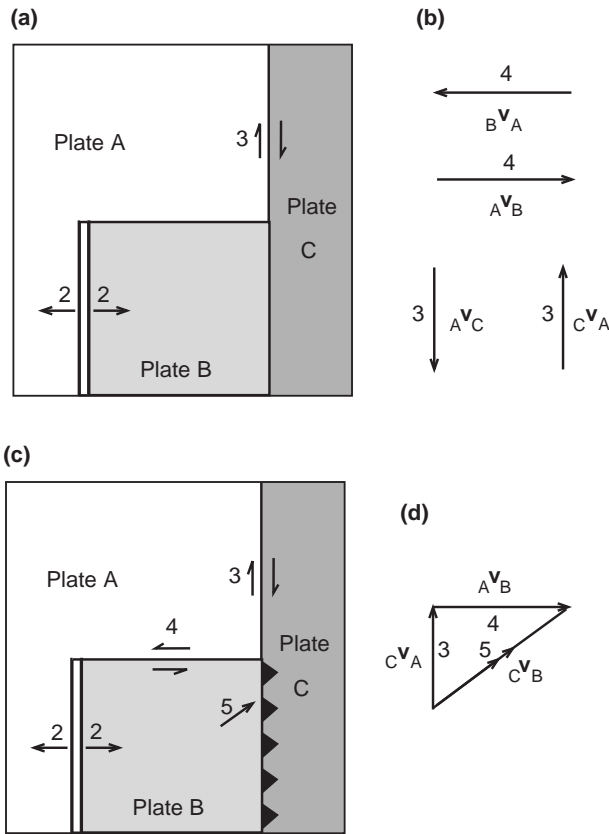 (a)
Plate A
3
Plate
C
2 2
Plate B
(b)
4
BvA
4
AvB
3 AvC
3 CvA
(c)
Plate A
3
4
Plate
C
5
2 2
Plate B
(d)
AvB
4
CvA 3
5
CvB